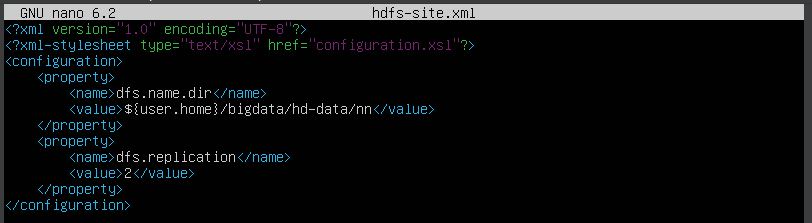 GNU nano 6.2 hdfs-site.xml
<?xml version="1.0" encoding="UTF-8"?>
<?xml-stylesheet type="text/xsl" href="configuration.xsl"?>
<configuration>
    <property>
        <name>dfs.name.dir</name>
        <value>${user.home}/bigdata/hd-data/nn</value>
    </property>
    <property>
        <name>dfs.replication</name>
        <value>2</value>
    </property>
</configuration>